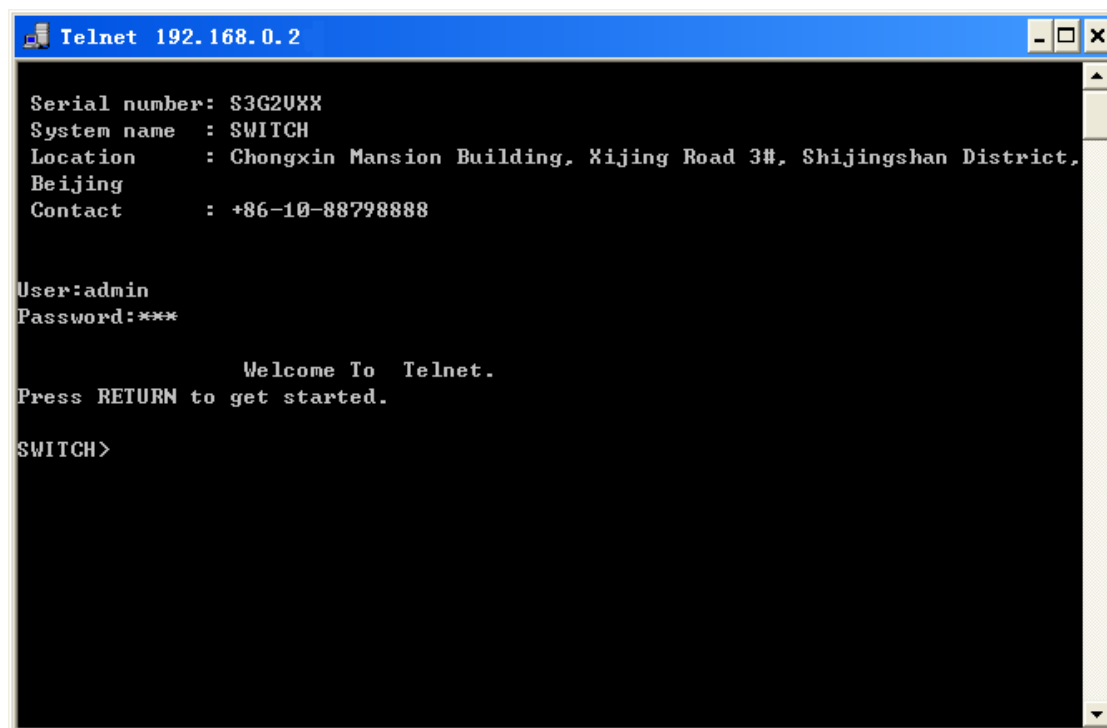 Telnet 192.168.0.2
Serial number: S3G2VXX
System name  : SWITCH
Location     : Chongxin Mansion Building, Xijing Road 3#, Shijingshan District,
Beijing
Contact      : +86-10-88798888
User:admin
Password:***
Welcome To  Telnet.
Press RETURN to get started.
SWITCH>